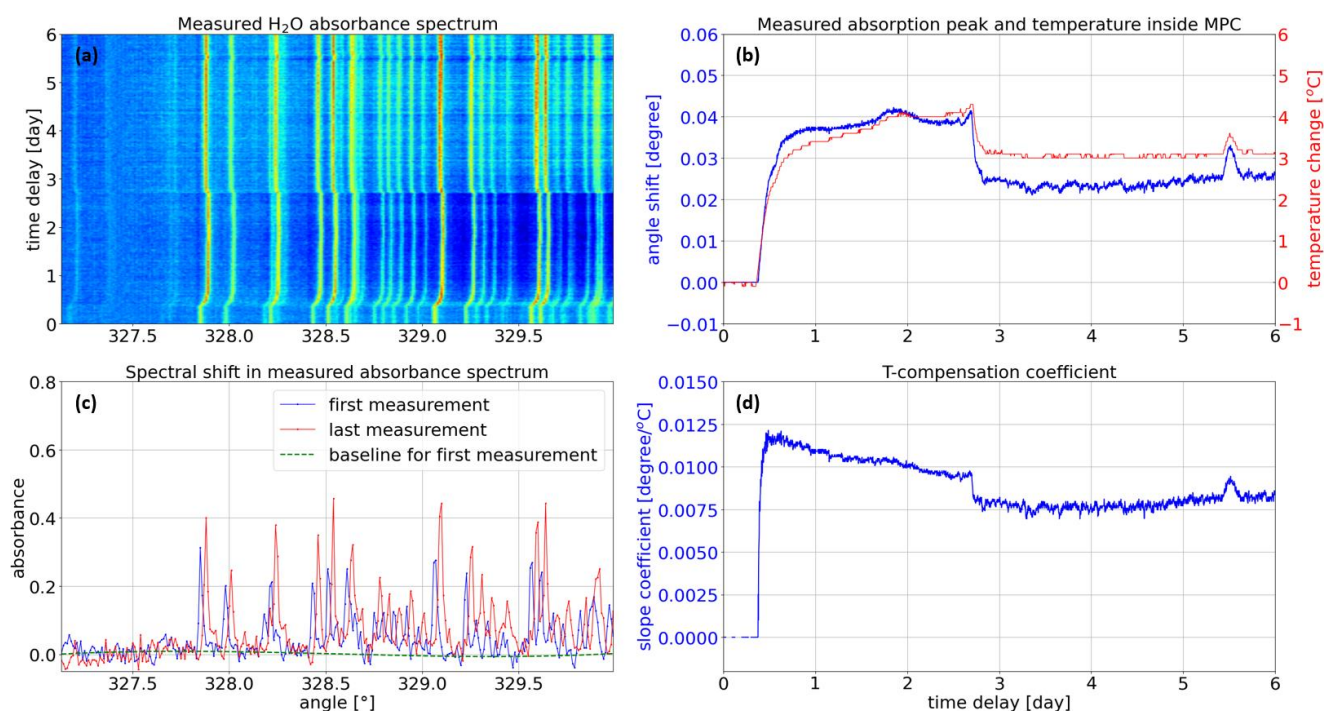 Measured H₂O absorbance spectrum
(a)
6
5
4
3
2
1
0
time delay [day]
327.5 328.0 328.5 329.0 329.5
Measured absorption peak and temperature inside MPC
(b)
0.06
0.05
0.04
0.03
0.02
0.01
0.00
−0.01
angle shift [degree]
6
5
4
3
2
1
0
−1
temperature change [°C]
0 1 2 3 4 5 6
Spectral shift in measured absorbance spectrum
(c)
first measurement
last measurement
baseline for first measurement
0.8
0.6
0.4
0.2
0.0
absorbance
327.5 328.0 328.5 329.0 329.5
angle [°]
T-compensation coefficient
(d)
0.0150
0.0125
0.0100
0.0075
0.0050
0.0025
0.0000
slope coefficient [degree/°C]
0 1 2 3 4 5 6
time delay [day]